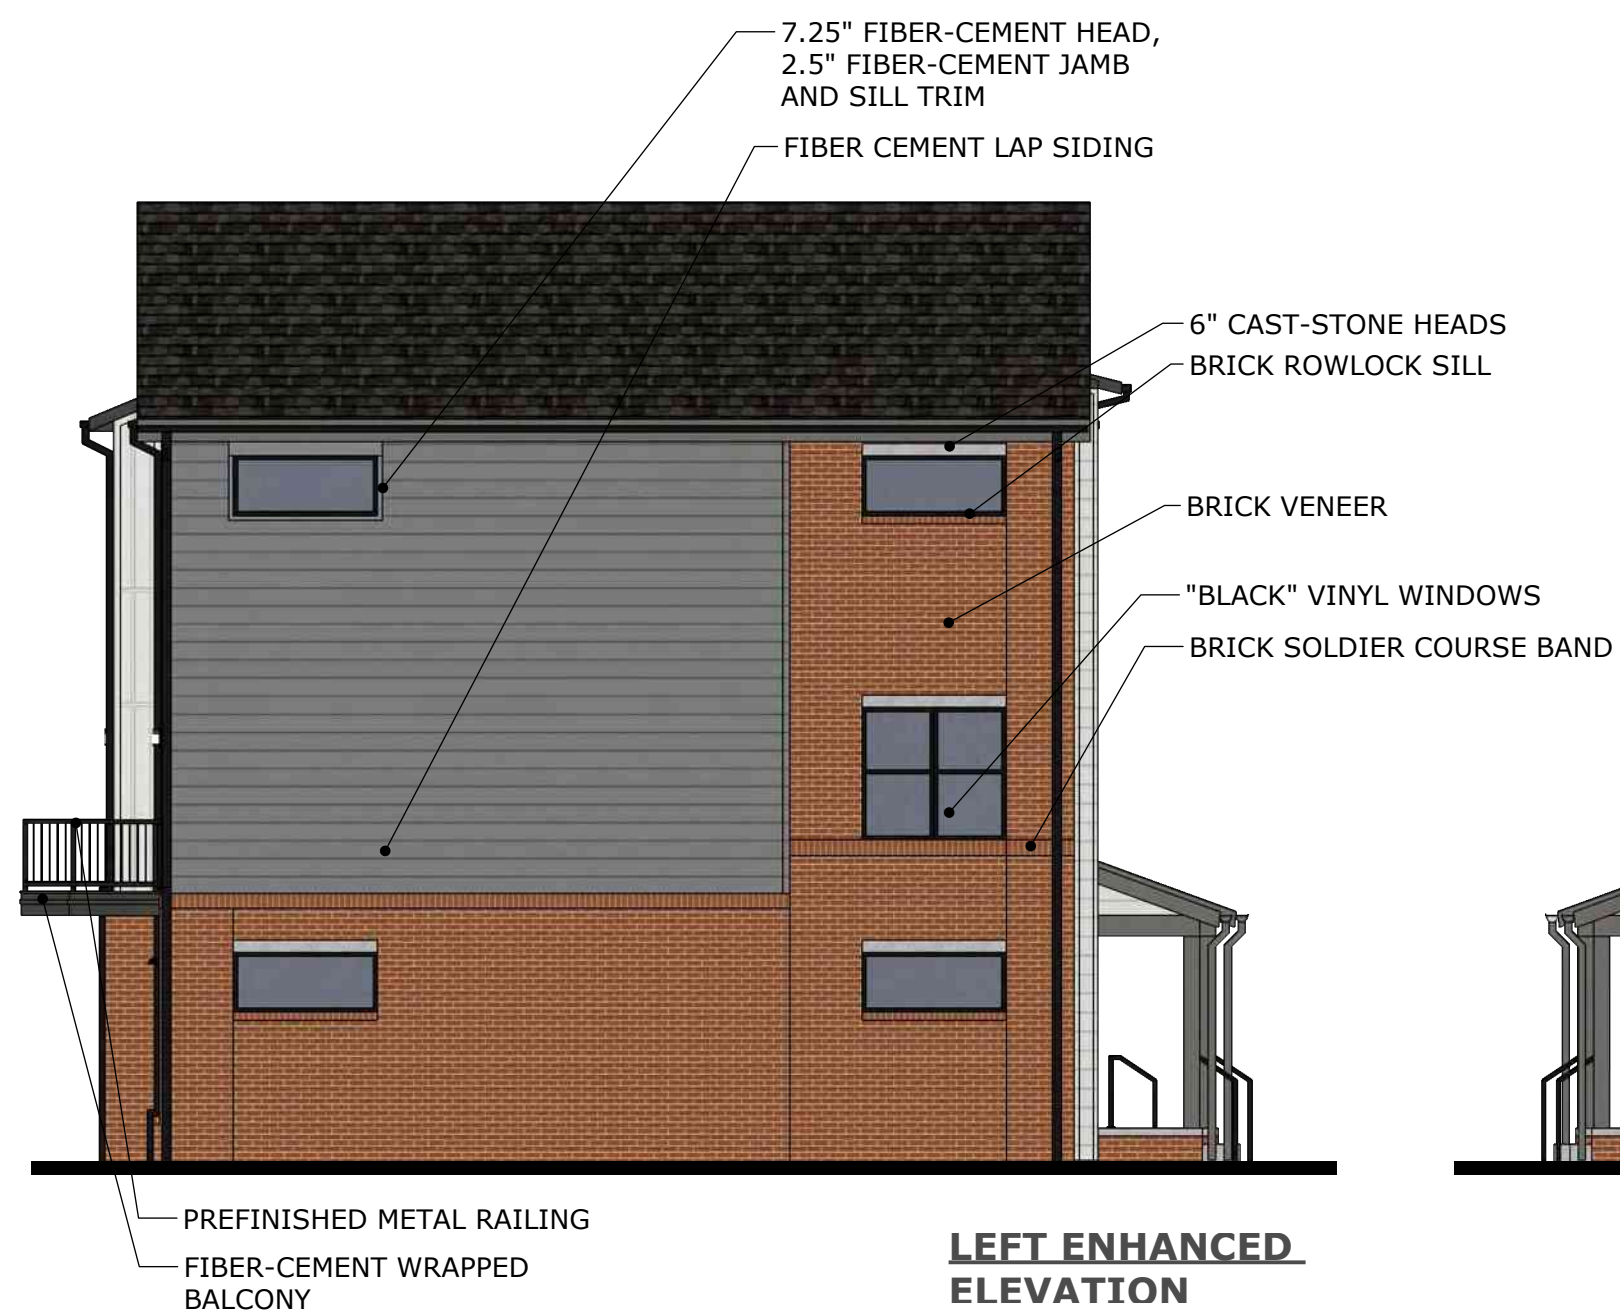 7.25" FIBER-CEMENT HEAD,
2.5" FIBER-CEMENT JAMB
AND SILL TRIM
FIBER CEMENT LAP SIDING
6" CAST-STONE HEADS
BRICK ROWLOCK SILL
BRICK VENEER
"BLACK" VINYL WINDOWS
BRICK SOLDIER COURSE BAND
PREFINISHED METAL RAILING
FIBER-CEMENT WRAPPED
BALCONY
LEFT ENHANCED
ELEVATION